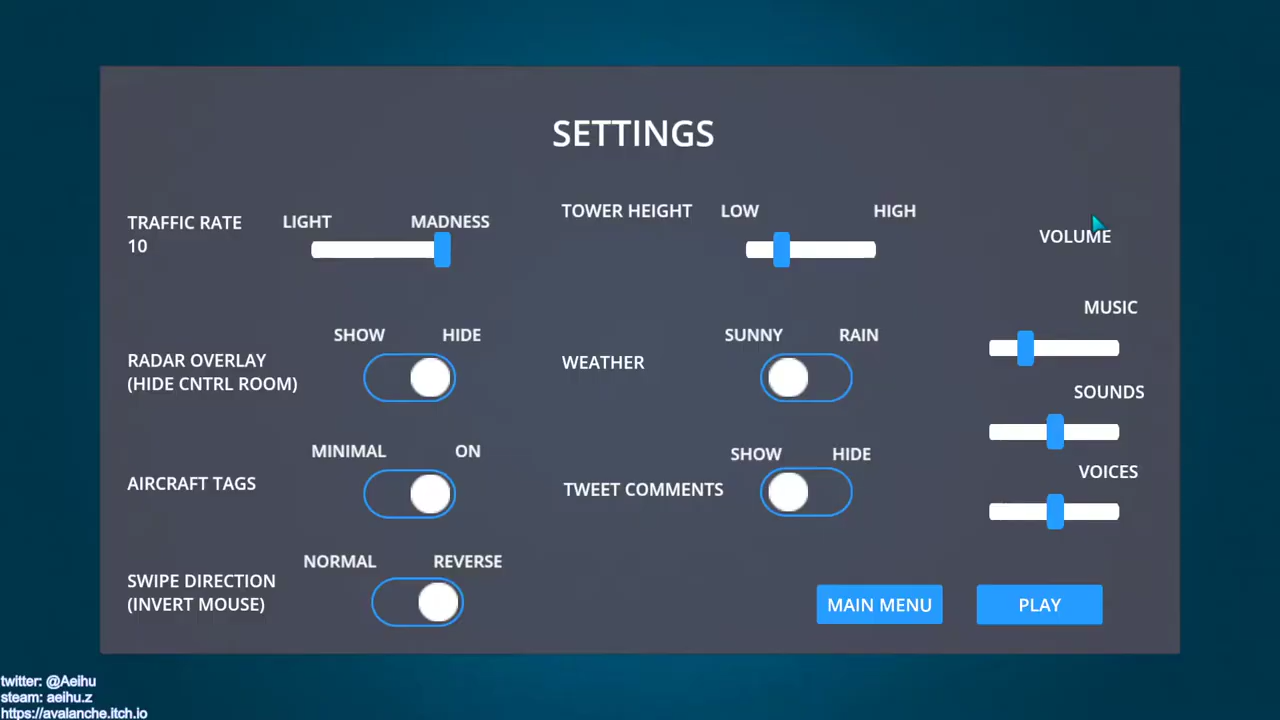 SETTINGS
TRAFFIC RATE
10
LIGHT
MADNESS
TOWER HEIGHT
LOW
HIGH
VOLUME
MUSIC
RADAR OVERLAY
(HIDE CNTRL ROOM)
SHOW
HIDE
WEATHER
SUNNY
RAIN
SOUNDS
AIRCRAFT TAGS
MINIMAL
ON
TWEET COMMENTS
SHOW
HIDE
VOICES
SWIPE DIRECTION
(INVERT MOUSE)
NORMAL
REVERSE
MAIN MENU
PLAY
twitter: @Aeihu
steam: aeihu.z
https://avalanche.itch.io